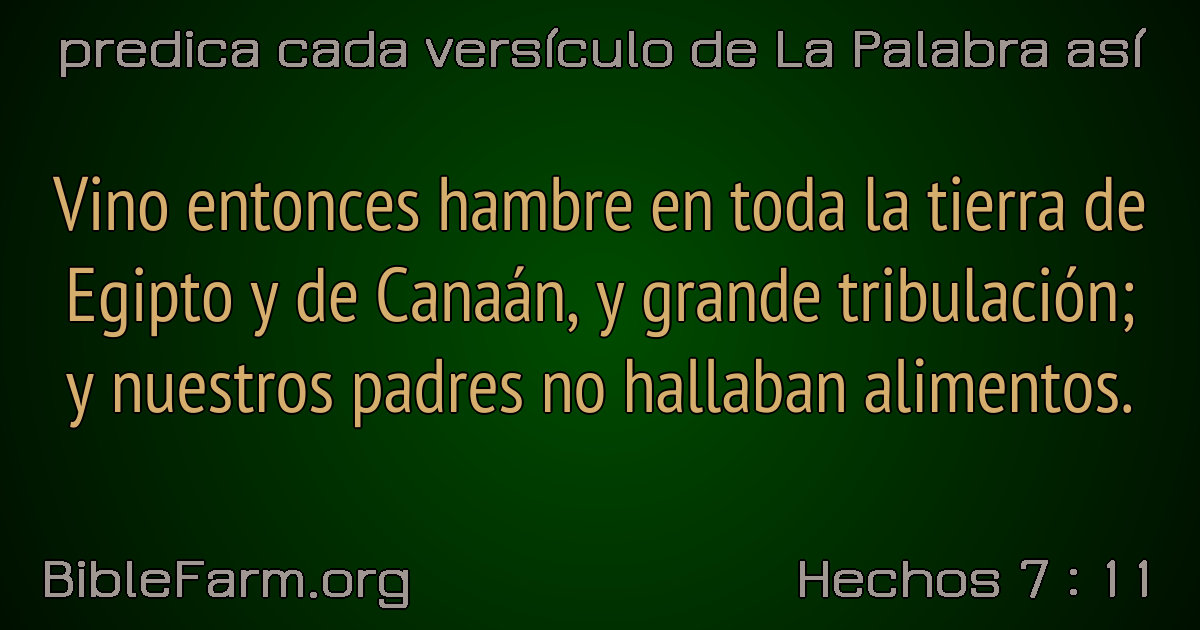 predica cada versículo de La Palabra así
Vino entonces hambre en toda la tierra de
Egipto y de Canaán, y grande tribulación;
y nuestros padres no hallaban alimentos.
BibleFarm.org
Hechos 7 : 11